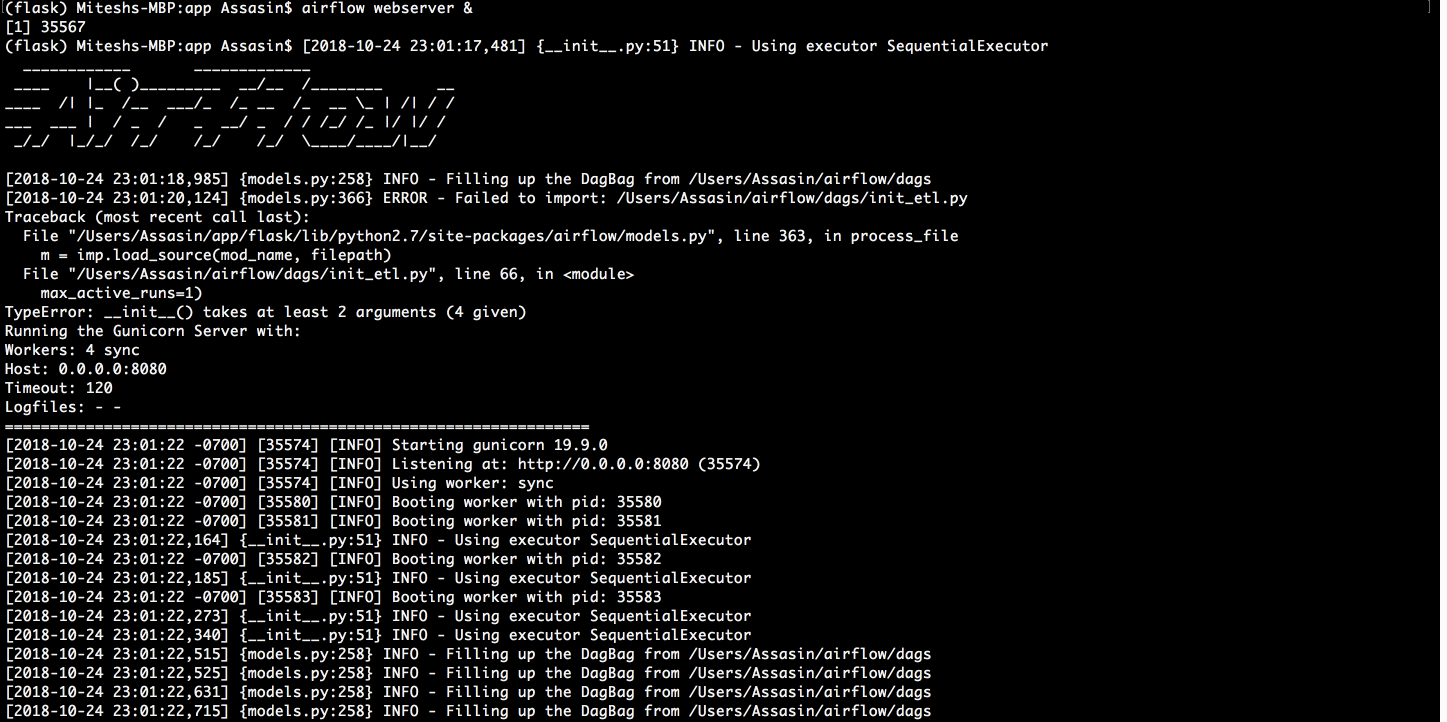 (flask) Miteshs-MBP:app Assasin$ airflow webserver &
[1] 35567
(flask) Miteshs-MBP:app Assasin$ [2018-10-24 23:01:17,481] {__init__.py:51} INFO - Using executor SequentialExecutor
  ____________       _____________
 ____    |__( )_________  __/__  /________      __
____  /| |_  /__  ___/_  /_ __  /_  __ \_ | /| / /
___  ___ |  / _  /   _  __/ _  / / /_/ /_ |/ |/ /
 _/_/  |_/_/  /_/    /_/    /_/  \____/____/|__/
[2018-10-24 23:01:18,985] {models.py:258} INFO - Filling up the DagBag from /Users/Assasin/airflow/dags
[2018-10-24 23:01:20,124] {models.py:366} ERROR - Failed to import: /Users/Assasin/airflow/dags/init_etl.py
Traceback (most recent call last):
  File "/Users/Assasin/app/flask/lib/python2.7/site-packages/airflow/models.py", line 363, in process_file
    m = imp.load_source(mod_name, filepath)
  File "/Users/Assasin/airflow/dags/init_etl.py", line 66, in <module>
    max_active_runs=1)
TypeError: __init__() takes at least 2 arguments (4 given)
Running the Gunicorn Server with:
Workers: 4 sync
Host: 0.0.0.0:8080
Timeout: 120
Logfiles: - -
=================================================================
[2018-10-24 23:01:22 -0700] [35574] [INFO] Starting gunicorn 19.9.0
[2018-10-24 23:01:22 -0700] [35574] [INFO] Listening at: http://0.0.0.0:8080 (35574)
[2018-10-24 23:01:22 -0700] [35574] [INFO] Using worker: sync
[2018-10-24 23:01:22 -0700] [35580] [INFO] Booting worker with pid: 35580
[2018-10-24 23:01:22 -0700] [35581] [INFO] Booting worker with pid: 35581
[2018-10-24 23:01:22,164] {__init__.py:51} INFO - Using executor SequentialExecutor
[2018-10-24 23:01:22 -0700] [35582] [INFO] Booting worker with pid: 35582
[2018-10-24 23:01:22,185] {__init__.py:51} INFO - Using executor SequentialExecutor
[2018-10-24 23:01:22 -0700] [35583] [INFO] Booting worker with pid: 35583
[2018-10-24 23:01:22,273] {__init__.py:51} INFO - Using executor SequentialExecutor
[2018-10-24 23:01:22,340] {__init__.py:51} INFO - Using executor SequentialExecutor
[2018-10-24 23:01:22,515] {models.py:258} INFO - Filling up the DagBag from /Users/Assasin/airflow/dags
[2018-10-24 23:01:22,525] {models.py:258} INFO - Filling up the DagBag from /Users/Assasin/airflow/dags
[2018-10-24 23:01:22,631] {models.py:258} INFO - Filling up the DagBag from /Users/Assasin/airflow/dags
[2018-10-24 23:01:22,715] {models.py:258} INFO - Filling up the DagBag from /Users/Assasin/airflow/dags